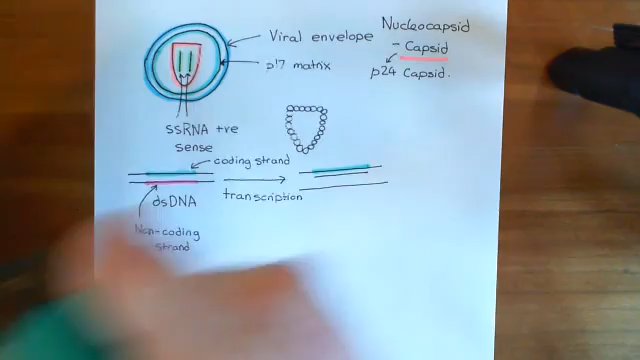 Nucleocapsid
- Capsid
p24 Capsid.
Viral envelope
p17 matrix
ssRNA +ve
sense
coding strand
dsDNA
transcription
Non-coding
strand